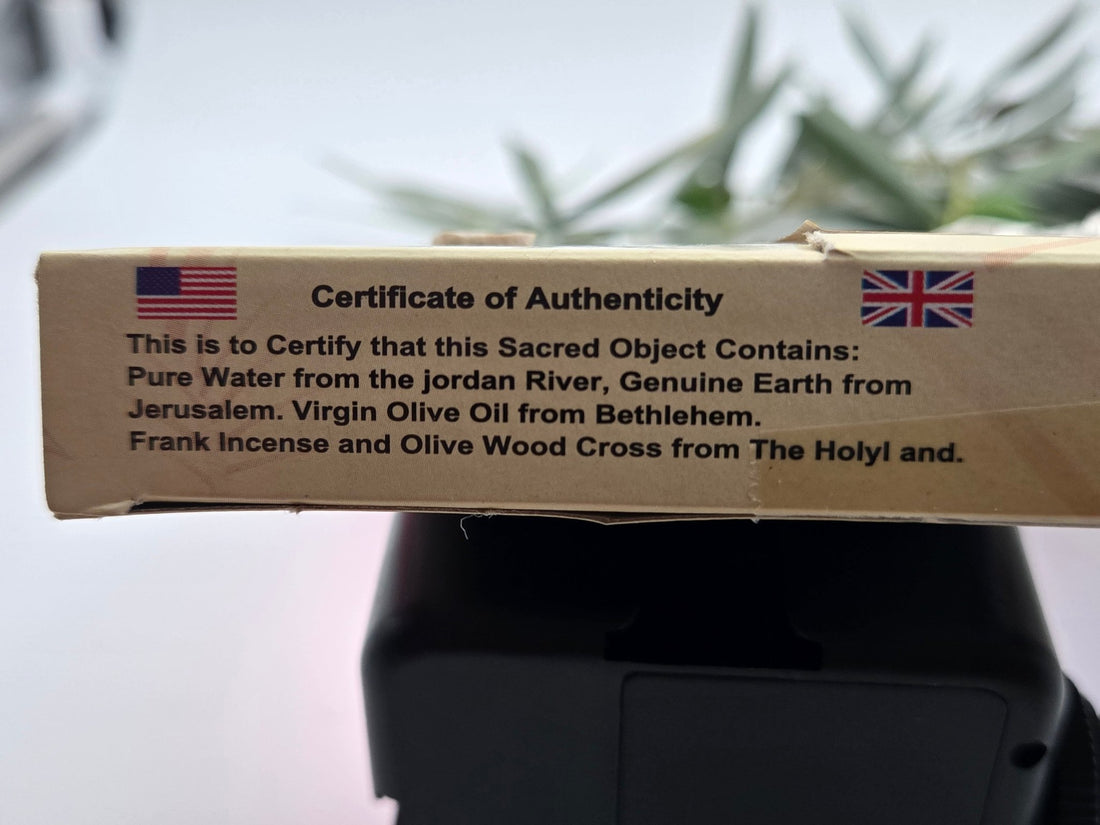 Certificate of Authenticity
This is to Certify that this Sacred Object Contains:
Pure Water from the jordan River, Genuine Earth from
Jerusalem. Virgin Olive Oil from Bethlehem.
Frank Incense and Olive Wood Cross from The Holyl and.